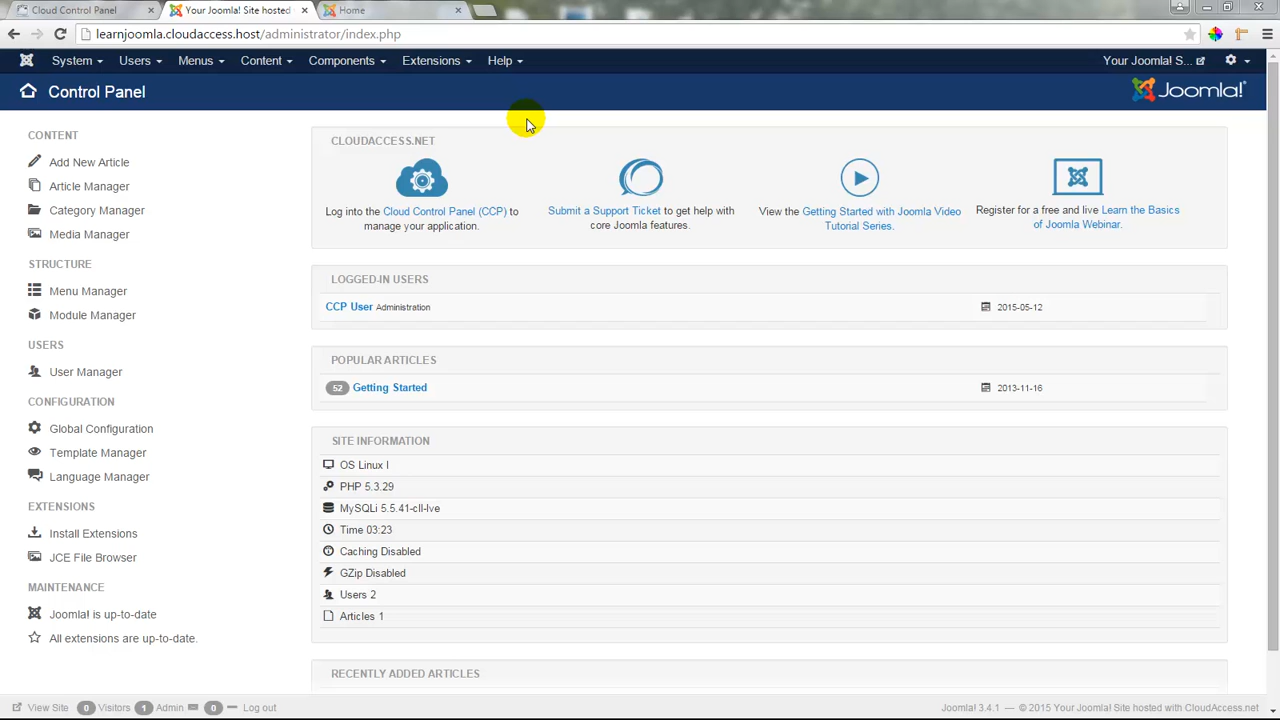 Cloud Control Panel
Your Joomla! Site hosted
Home
learnjoomla.cloudaccess.host/administrator/index.php
System
Users
Menus
Content
Components
Extensions
Help
Your Joomla! S...
Control Panel
Joomla!
CONTENT
Add New Article
Article Manager
Category Manager
Media Manager
STRUCTURE
Menu Manager
Module Manager
USERS
User Manager
CONFIGURATION
Global Configuration
Template Manager
Language Manager
EXTENSIONS
Install Extensions
JCE File Browser
MAINTENANCE
Joomla! is up-to-date
All extensions are up-to-date.
CLOUDACCESS.NET
Log into the Cloud Control Panel (CCP) to
manage your application.
Submit a Support Ticket to get help with
core Joomla features.
View the Getting Started with Joomla Video
Tutorial Series.
Register for a free and live Learn the Basics
of Joomla Webinar.
LOGGED-IN USERS
CCP User Administration
2015-05-12
POPULAR ARTICLES
52 Getting Started
2013-11-16
SITE INFORMATION
OS Linux l
PHP 5.3.29
MySQLi 5.5.41-cll-lve
Time 03:23
Caching Disabled
GZip Disabled
Users 2
Articles 1
RECENTLY ADDED ARTICLES
View Site 0 Visitors 1 Admin 0 Log out
Joomla! 3.4.1 — © 2015 Your Joomla! Site hosted with CloudAccess.net